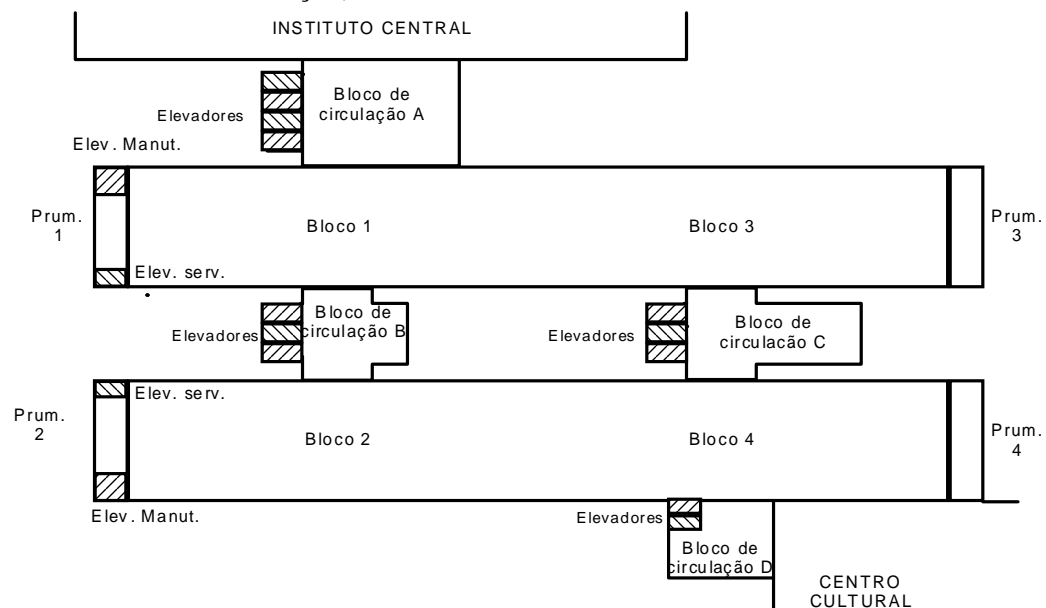 INSTITUTO CENTRAL
Bloco de
circulação A
Elevadores
Elev. Manut.
Prum.
1
Bloco 1
Bloco 3
Prum.
3
Elev. serv.
Elevadores
Bloco de
circulação B
Elevadores
Bloco de
circulacão C
Elev. serv.
Prum.
2
Bloco 2
Bloco 4
Prum.
4
Elev. Manut.
Elevadores
Bloco de
circulação D
CENTRO
CULTURAL